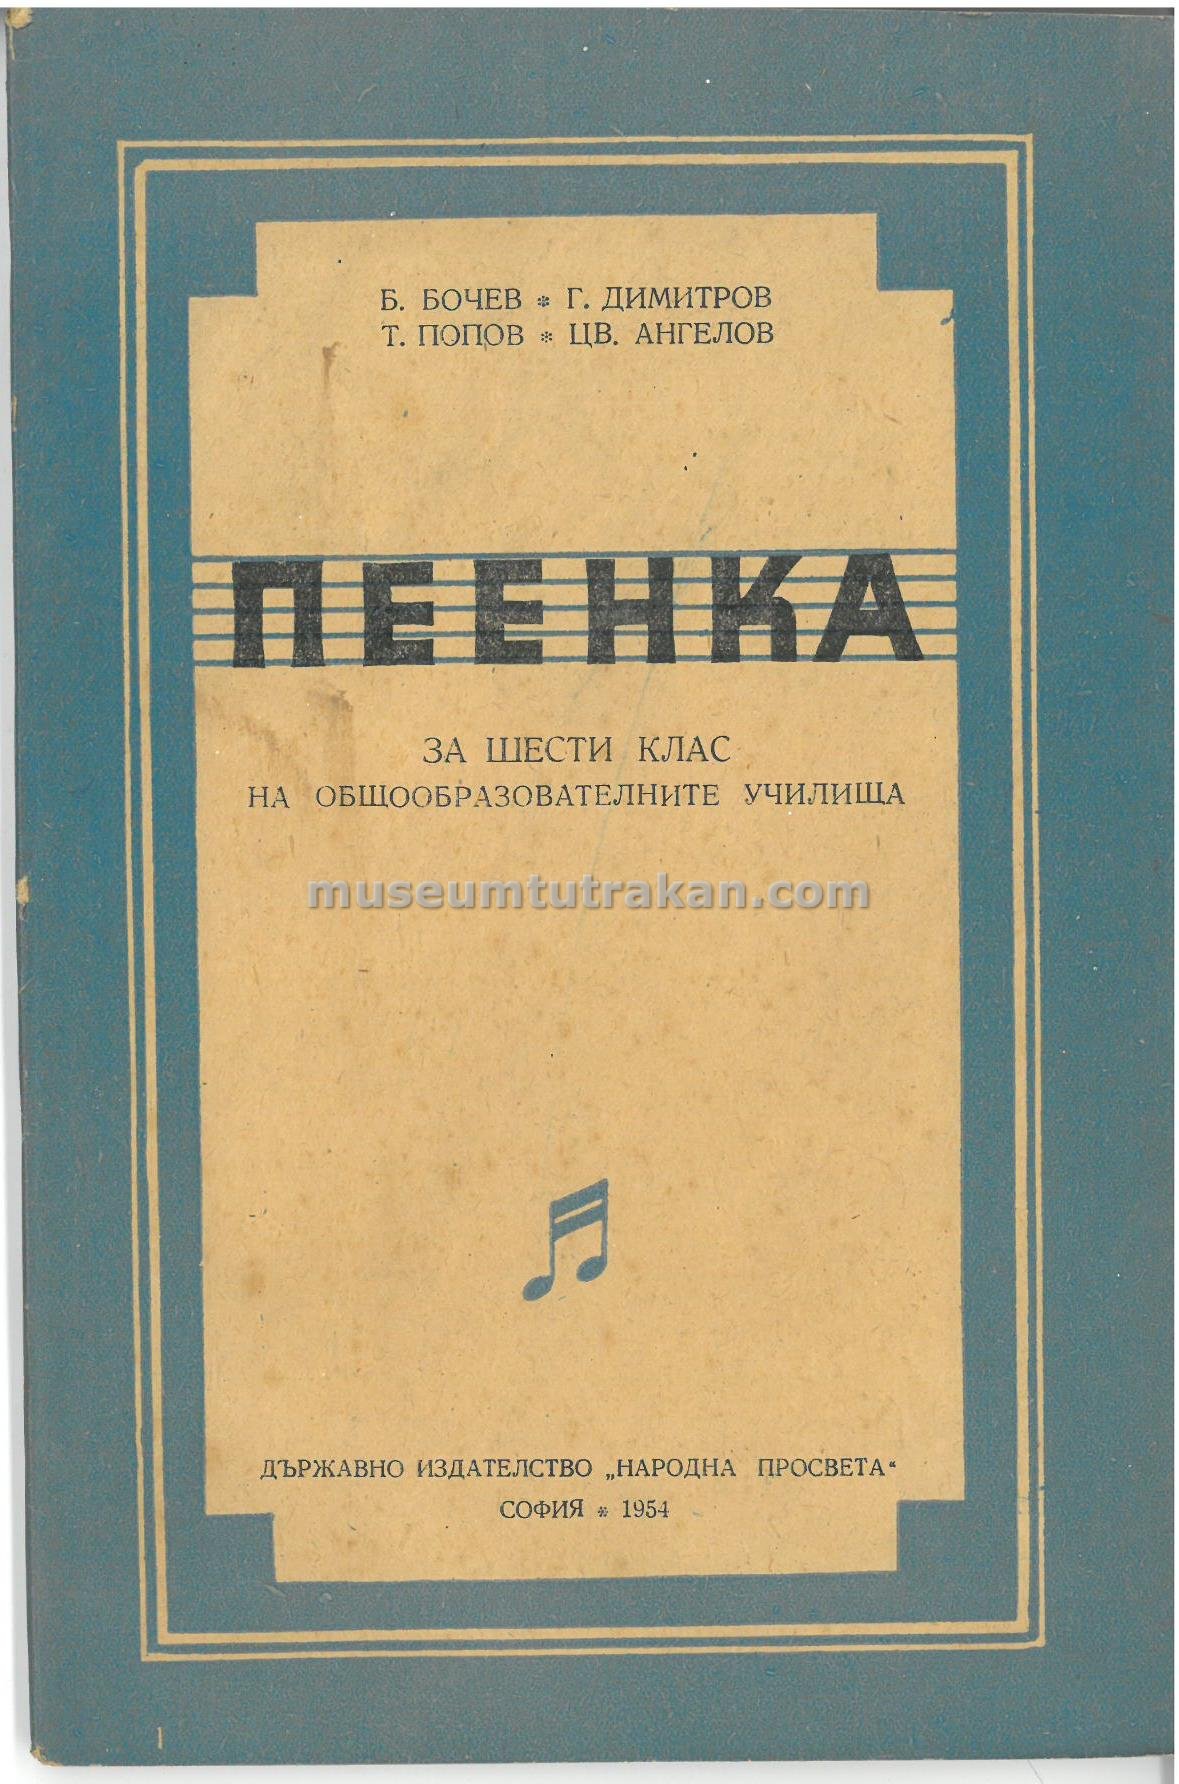 Б. БОЧЕВ * Г. ДИМИТРОВ
Т. ПОПОВ * ЦВ. АНГЕЛОВ
ПЕЕНКА
ЗА ШЕСТИ КЛАС
НА ОБЩООБРАЗОВАТЕЛНИТЕ УЧИЛИЩА
museumtutrakan.com
ДЪРЖАВНО ИЗДАТЕЛСТВО „НАРОДНА ПРОСВЕТА“
СОФИЯ * 1954